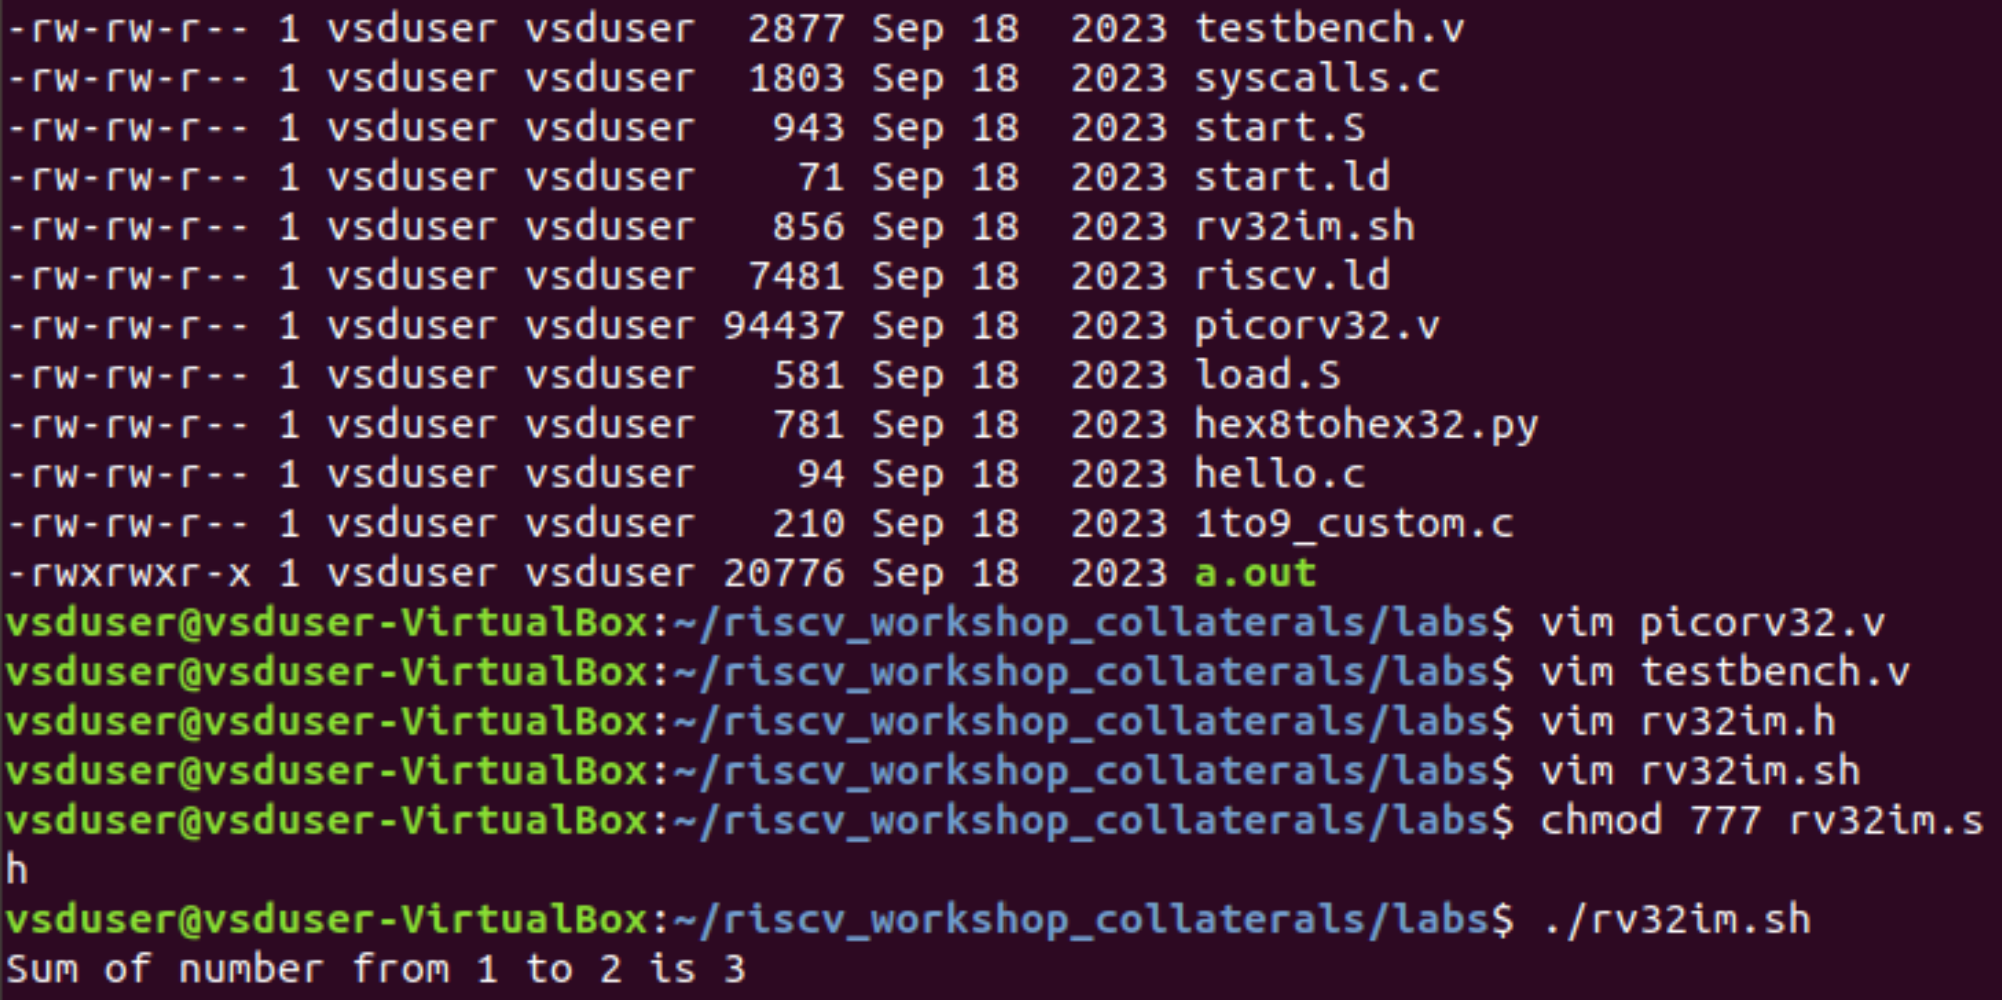 -rw-rw-r-- 1 vsduser vsduser  2877 Sep 18  2023 testbench.v
-rw-rw-r-- 1 vsduser vsduser  1803 Sep 18  2023 syscalls.c
-rw-rw-r-- 1 vsduser vsduser   943 Sep 18  2023 start.S
-rw-rw-r-- 1 vsduser vsduser    71 Sep 18  2023 start.ld
-rw-rw-r-- 1 vsduser vsduser   856 Sep 18  2023 rv32im.sh
-rw-rw-r-- 1 vsduser vsduser  7481 Sep 18  2023 riscv.ld
-rw-rw-r-- 1 vsduser vsduser 94437 Sep 18  2023 picorv32.v
-rw-rw-r-- 1 vsduser vsduser   581 Sep 18  2023 load.S
-rw-rw-r-- 1 vsduser vsduser   781 Sep 18  2023 hex8tohex32.py
-rw-rw-r-- 1 vsduser vsduser    94 Sep 18  2023 hello.c
-rw-rw-r-- 1 vsduser vsduser   210 Sep 18  2023 1to9_custom.c
-rwxrwxr-x 1 vsduser vsduser 20776 Sep 18  2023 a.out
vsduser@vsduser-VirtualBox:~/riscv_workshop_collaterals/labs$ vim picorv32.v
vsduser@vsduser-VirtualBox:~/riscv_workshop_collaterals/labs$ vim testbench.v
vsduser@vsduser-VirtualBox:~/riscv_workshop_collaterals/labs$ vim rv32im.h
vsduser@vsduser-VirtualBox:~/riscv_workshop_collaterals/labs$ vim rv32im.sh
vsduser@vsduser-VirtualBox:~/riscv_workshop_collaterals/labs$ chmod 777 rv32im.s
h
vsduser@vsduser-VirtualBox:~/riscv_workshop_collaterals/labs$ ./rv32im.sh
Sum of number from 1 to 2 is 3